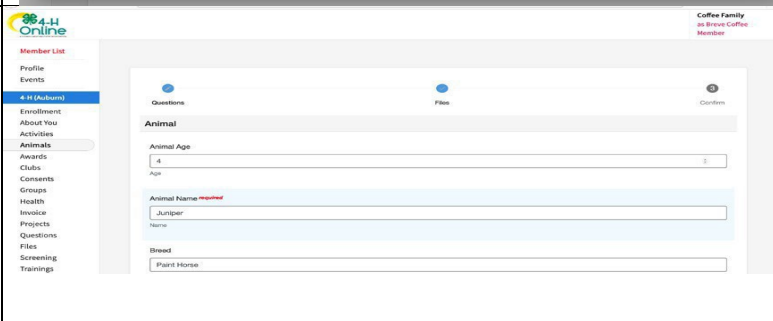 4-H
Online
Coffee Family
as Breve Coffee
Member
Member List
Profile
Events
4-H (Auburn)
Enrollment
About You
Activities
Animals
Awards
Clubs
Consents
Groups
Health
Invoice
Projects
Questions
Files
Screening
Trainings
Questions
Files
3
Confirm
Animal
Animal Age
4
Age
Animal Name required
Juniper
Name
Breed
Paint Horse